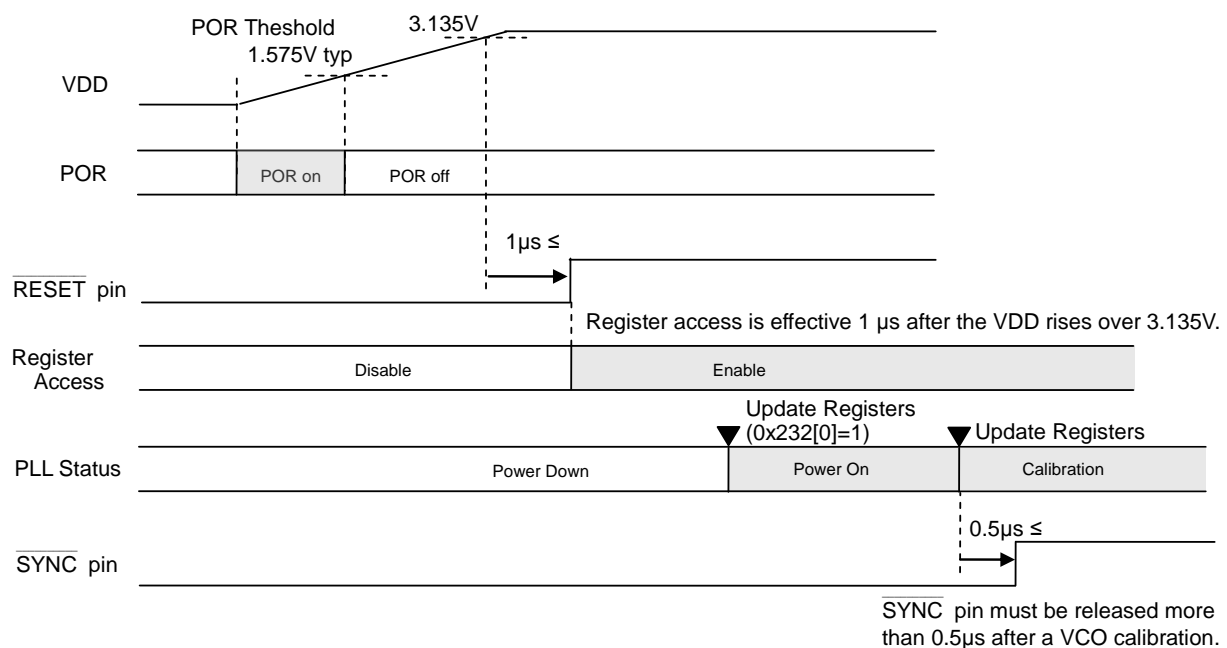 POR Theshold
1.575V typ
3.135V
VDD
POR
POR on
POR off
1µs ≤
RESET pin
Register access is effective 1 µs after the VDD rises over 3.135V.
Register
Access
Disable
Enable
Update Registers
(0x232[0]=1)
Update Registers
PLL Status
Power Down
Power On
Calibration
0.5µs ≤
SYNC pin
SYNC pin must be released more
than 0.5µs after a VCO calibration.